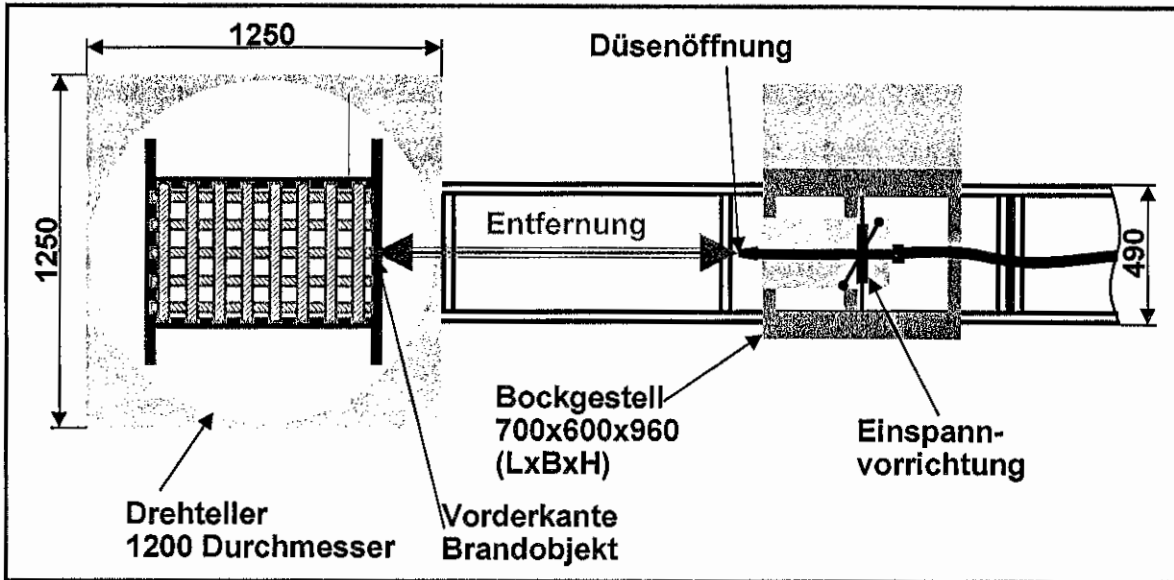 1250
Düsenöffnung
1250
Entfernung
490
Bockgestell
700x600x960
(LxBxH)
Einspann-
vorrichtung
Drehteller
1200 Durchmesser
Vorderkante
Brandobjekt